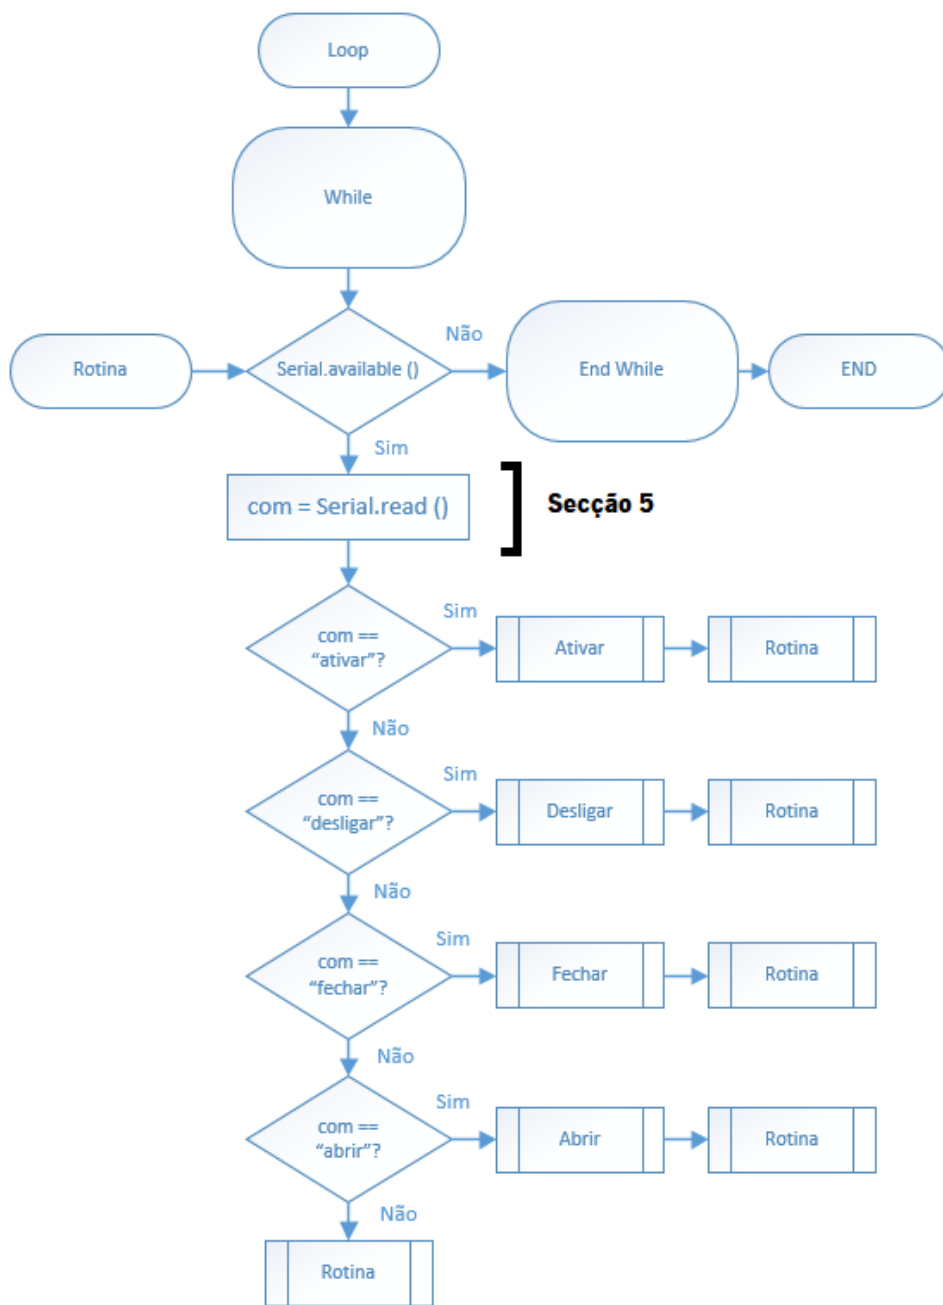 Loop
While
Rotina
Serial.available ()
Não
End While
END
Sim
com = Serial.read ()
Secção 5
com ==
“ativar”?
Sim
Ativar
Rotina
Não
com ==
“desligar”?
Sim
Desligar
Rotina
Não
com ==
“fechar”?
Sim
Fechar
Rotina
Não
com ==
“abrir”?
Sim
Abrir
Rotina
Não
Rotina